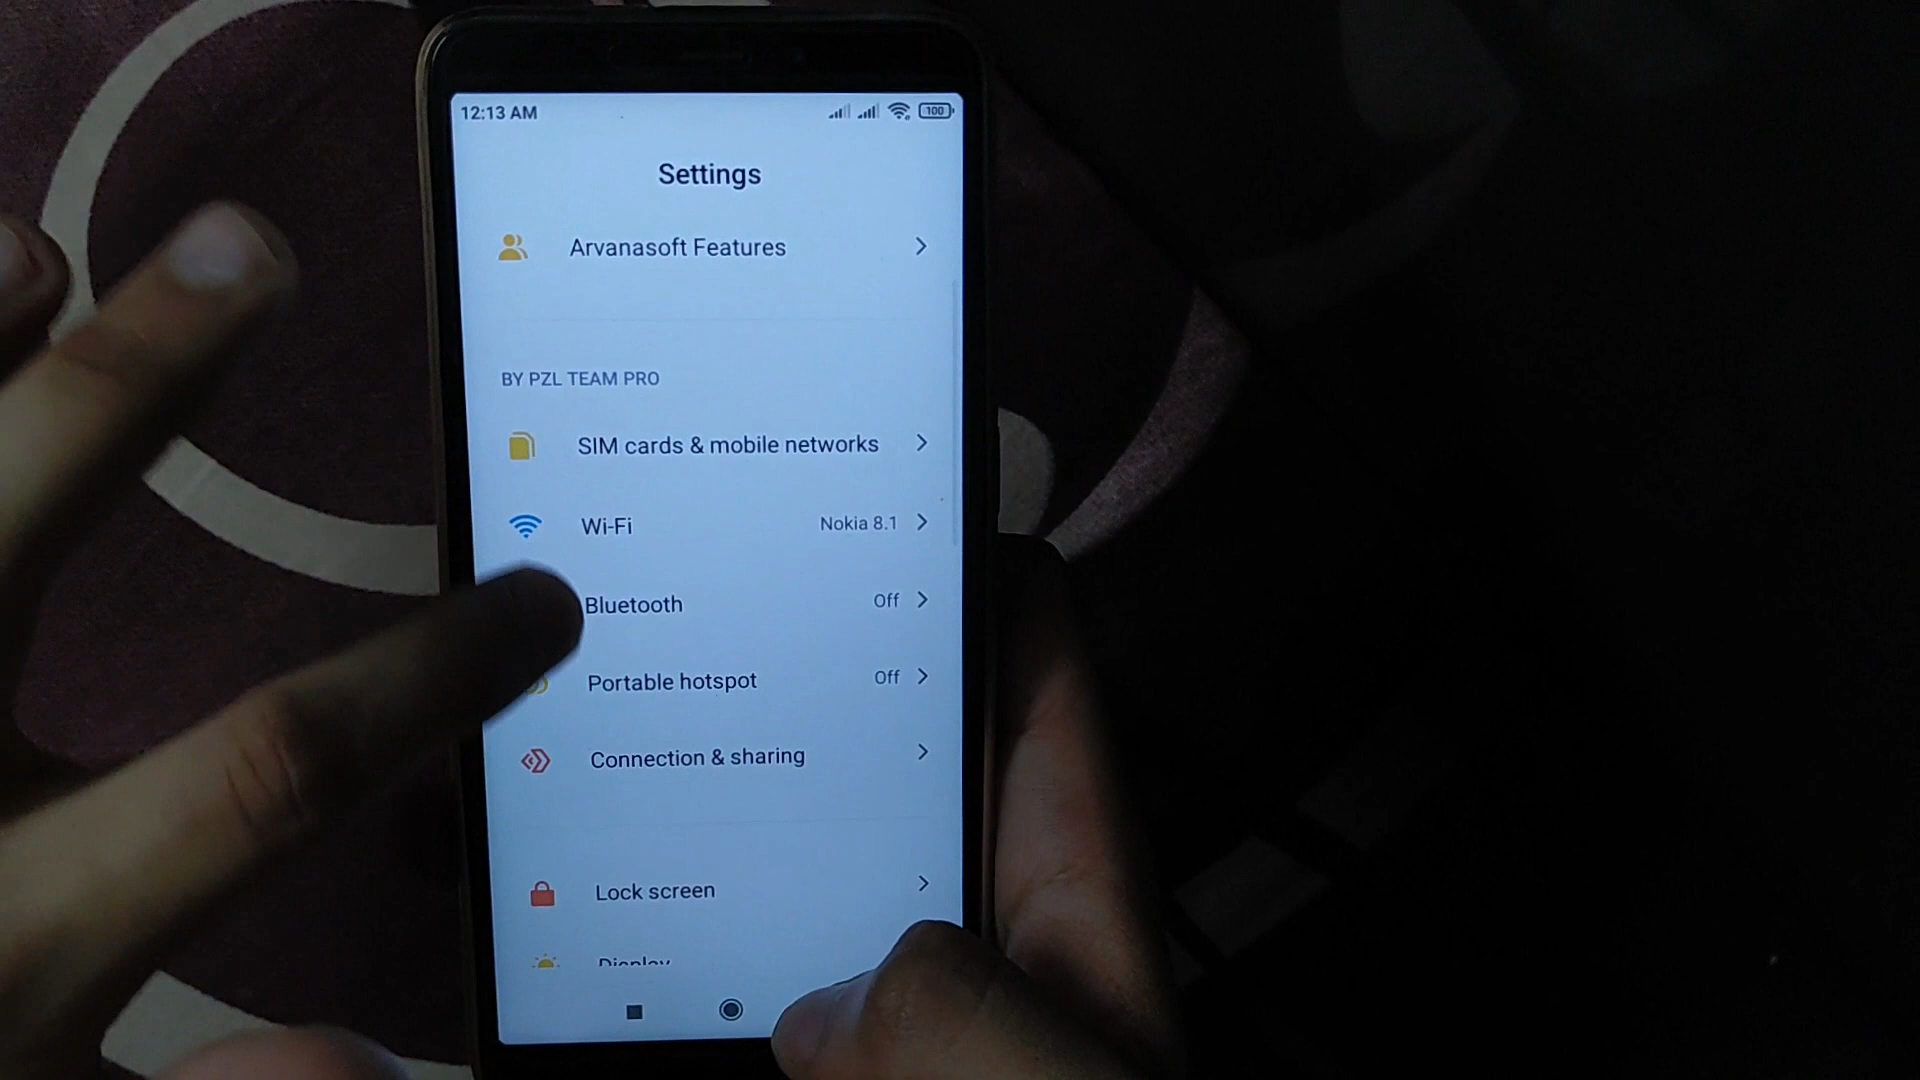 12:13 AM
100
Settings
Arvanasoft Features
BY PZL TEAM PRO
SIM cards & mobile networks
Wi-Fi Nokia 8.1
Bluetooth Off
Portable hotspot Off
Connection & sharing
Lock screen
Display